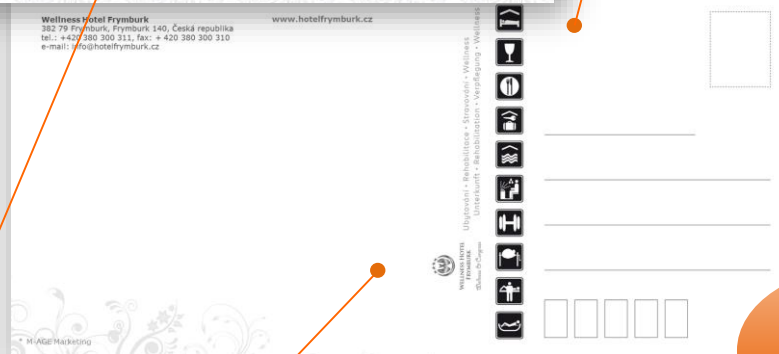 Wellness Hotel Frymburk
382 79 Frymburk, Frymburk 140, Česká republika
tel.: +420 380 300 311, fax: + 420 380 300 310
e-mail: info@hotelfrymburk.cz
www.hotelfrymburk.cz
Ubytování • Rehabilitace • Stravování • Wellness
Unterkunft • Rehabilitation • Verpflegung • Wellness
WELLNESS HOTEL
FRYMBURK
Wellness & Congress
* M-AGE Marketing